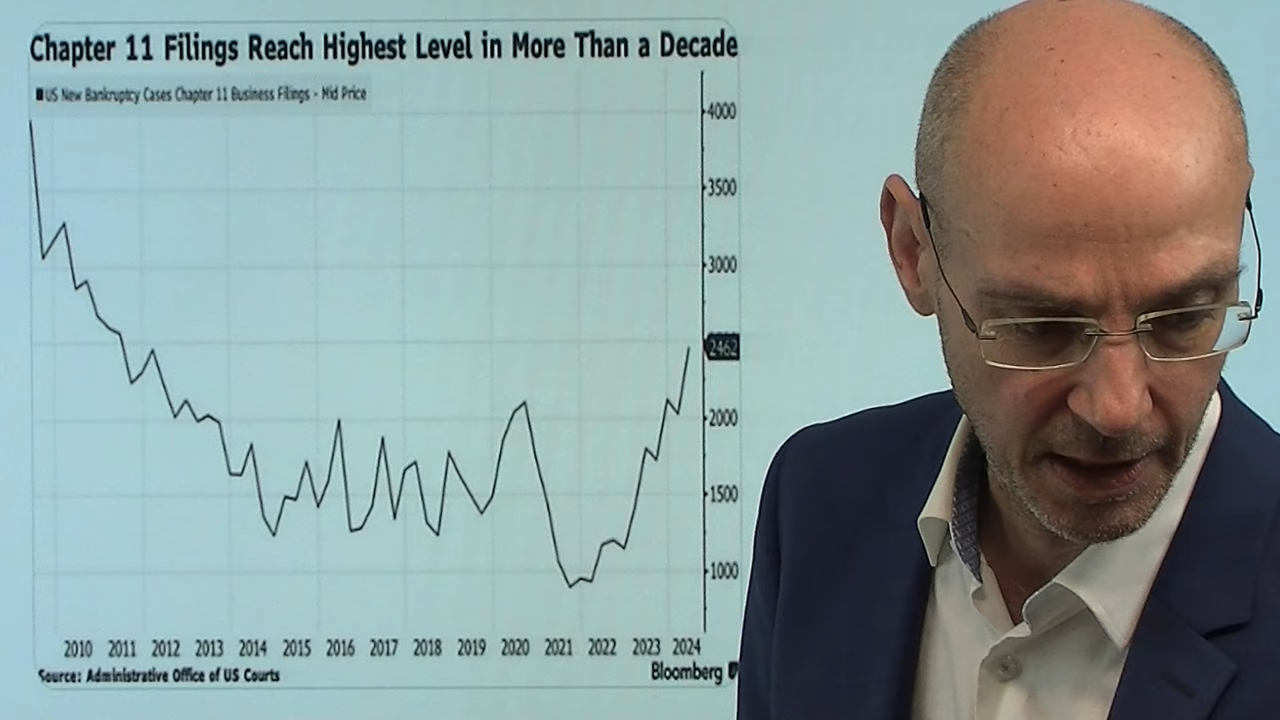 Chapter 11 Filings Reach Highest Level in More Than a Decade
US New Bankruptcy Cases Chapter 11 Business Filings - Mid Price
4000
3500
3000
2462
2000
1500
1000
2010 2011 2012 2013 2014 2015 2016 2017 2018 2019 2020 2021 2022 2023 2024
Source: Administrative Office of US Courts
Bloomberg